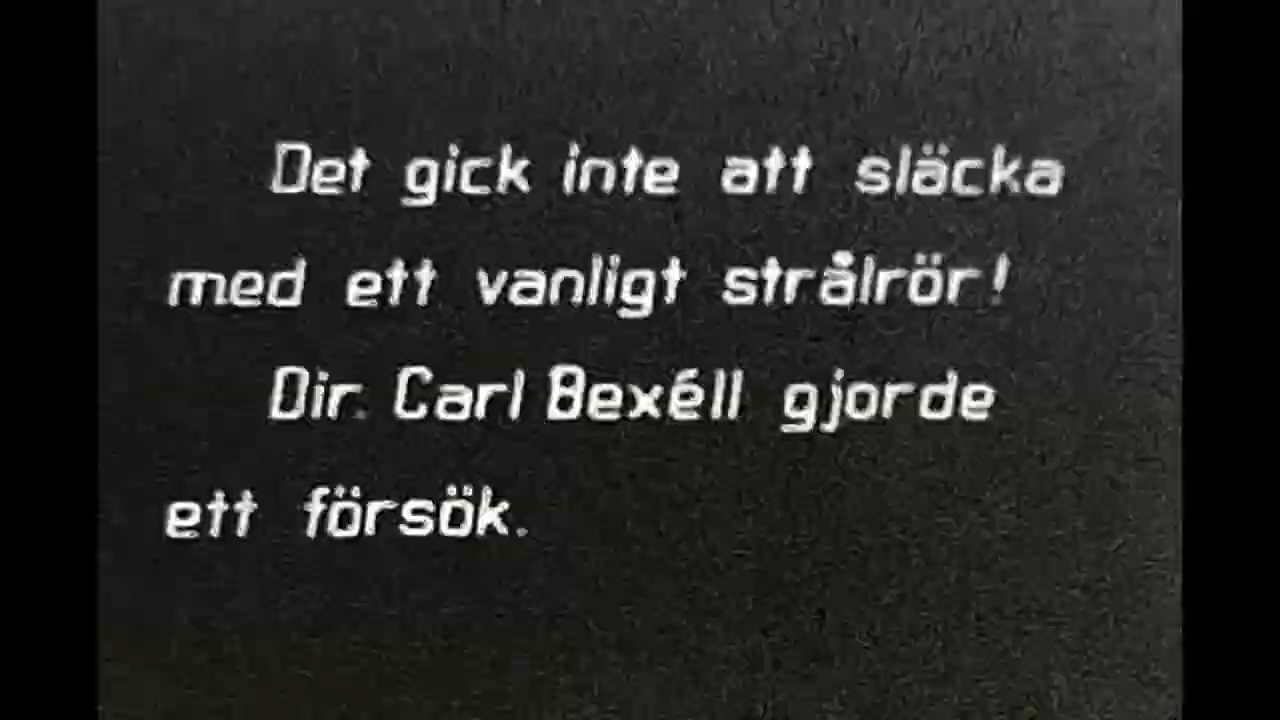 Det gick inte att släcka
med ett vanligt strålrör!
Dir. Carl Bexéll gjorde
ett försök.